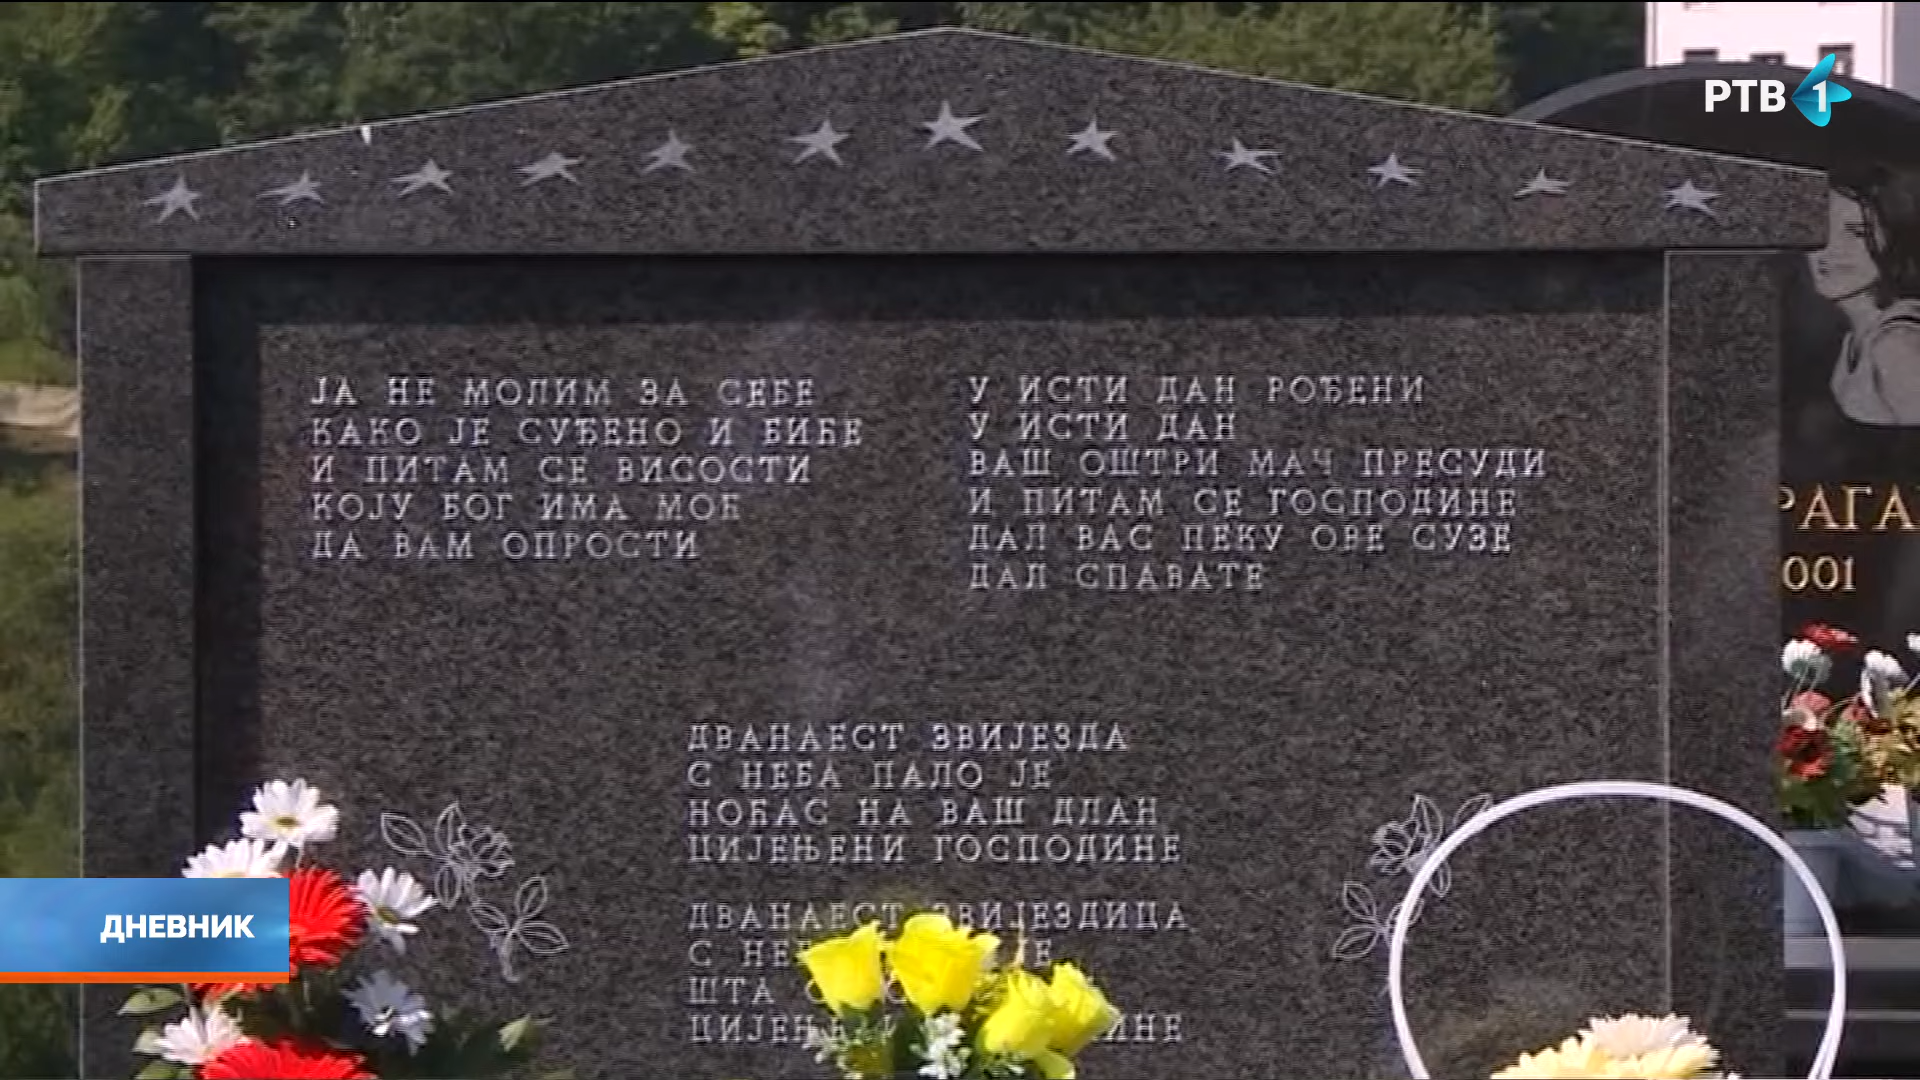 РТВ 1
ЈА НЕ МОЛИМ ЗА СЕБЕ
КАКО ЈЕ СУЂЕНО И БИЋЕ
И ПИТАМ СЕ ВИСОСТИ
КОЈУ БОГ ИМА МОЋ
ДА ВАМ ОПРОСТИ
У ИСТИ ДАН РОЂЕНИ
У ИСТИ ДАН
ВАШ ОШТРИ МАЧ ПРЕСУДИ
И ПИТАМ СЕ ГОСПОДИНЕ
ДАЛ ВАС ПЕКУ ОВЕ СУЗЕ
ДАЛ СПАВАТЕ
РАГА
001
ДВАНАЕСТ ЗВИЈЕЗДА
С НЕБА ПАЛО ЈЕ
НОЋАС НА ВАШ ДЛАН
ЦИЈЕЊЕНИ ГОСПОДИНЕ
ДВАНАЕСТ ЗВИЈЕЗДИЦА
С НЕ ЈЕ
ШТА
ЦИЈЕЊЕ ИНЕ
ДНЕВНИК